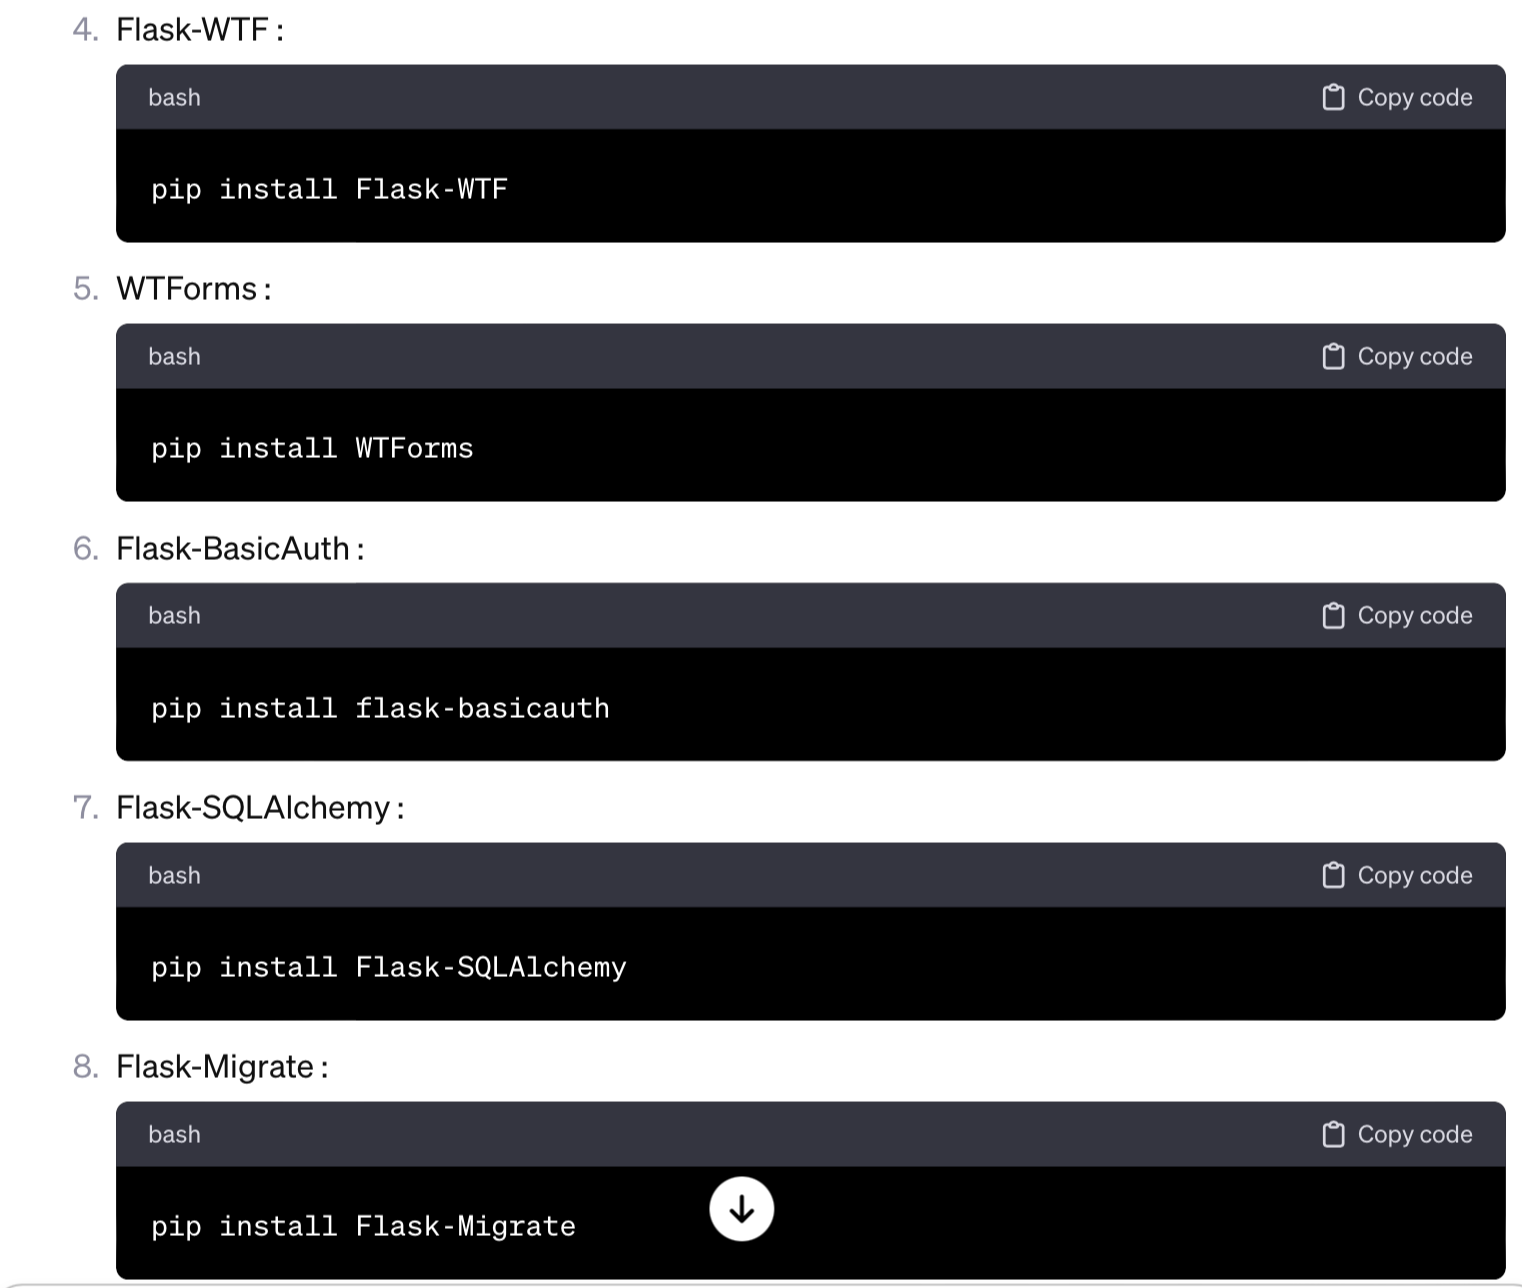 4. Flask-WTF :
bash Copy code
pip install Flask-WTF
5. WTForms :
bash Copy code
pip install WTForms
6. Flask-BasicAuth :
bash Copy code
pip install flask-basicauth
7. Flask-SQLAlchemy :
bash Copy code
pip install Flask-SQLAlchemy
8. Flask-Migrate :
bash Copy code
pip install Flask-Migrate